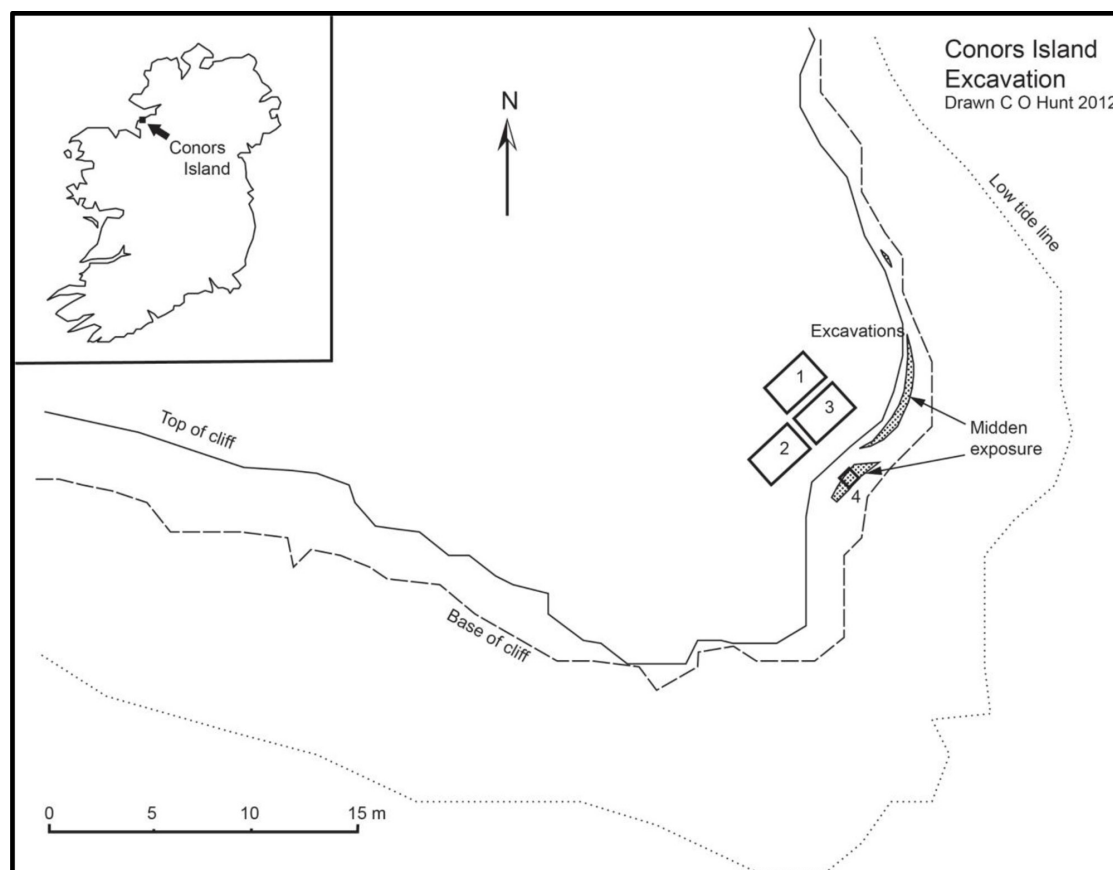 Conors Island
Excavation
Drawn C O Hunt 2012
N
Conors
Island
Low tide line
Excavations
1
3
2
4
Midden
exposure
Top of cliff
Base of cliff
0 5 10 15 m